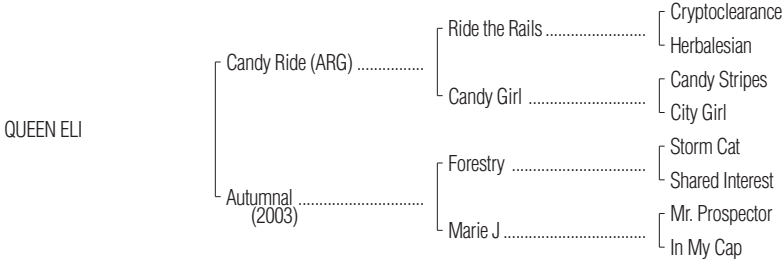 Cryptoclearance
Ride the Rails ........................
Herbalesian
Candy Ride (ARG) ................
Candy Stripes
Candy Girl ............................
City Girl
QUEEN ELI
Storm Cat
Forestry ................................
Shared Interest
Autumnal ..............................
(2003)
Mr. Prospector
Marie J ..................................
In My Cap